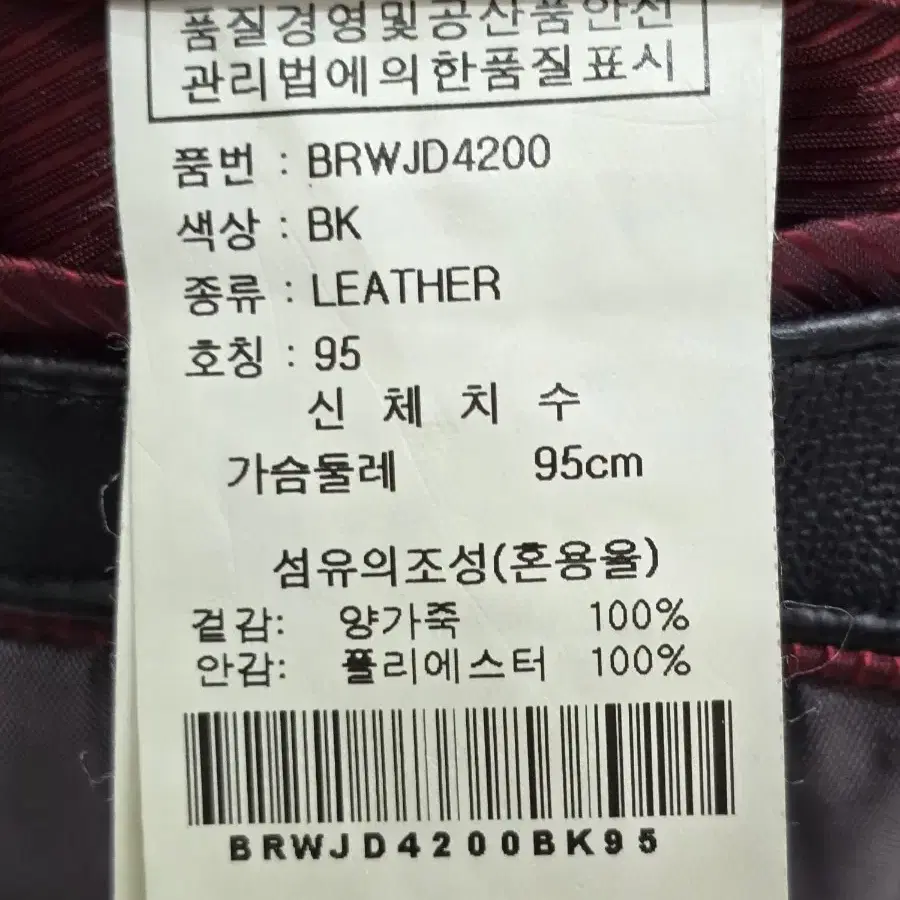 품질경영및공산품안전
관리법에의한품질표시
품번 : BRWJD4200
색상 : BK
종류 : LEATHER
호칭 : 95
신 체 치 수
가슴둘레 95cm
섬유의조성(혼용율)
겉감: 양가죽 100%
안감: 폴리에스터 100%
BRWJD4200BK95